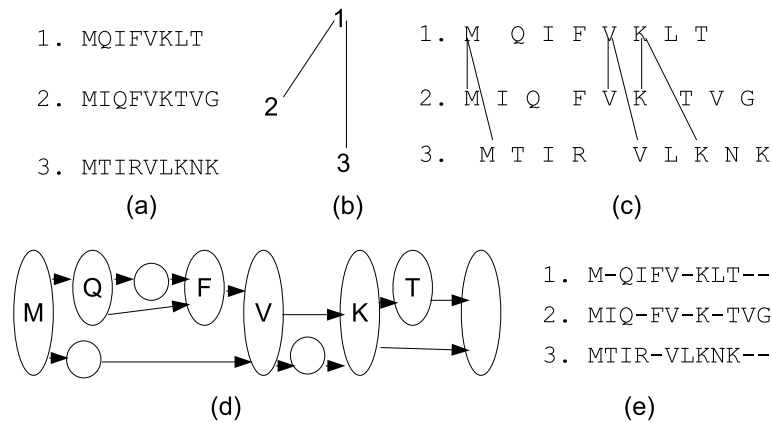 1. MQIFVKLT
2. MIQFVKTVG
3. MTIRVLKNK
(a)
1
2
3
(b)
1. M Q I F V K L T
2. M I Q F V K T V G
3. M T I R V L K N K
(c)
M Q F V K T
(d)
1. M-QIFV-KLT--
2. MIQ-FV-K-TVG
3. MTIR-VLKNK--
(e)